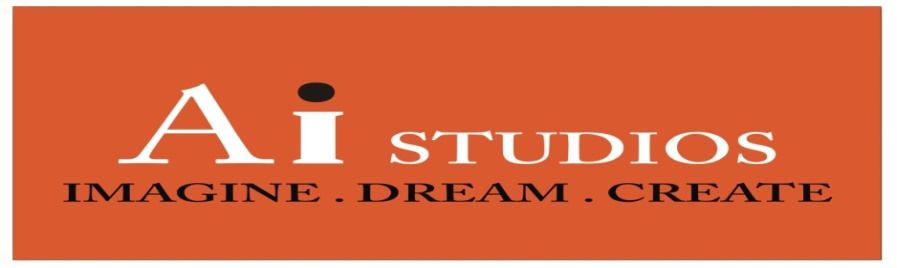 Ai STUDIOS
IMAGINE . DREAM . CREATE